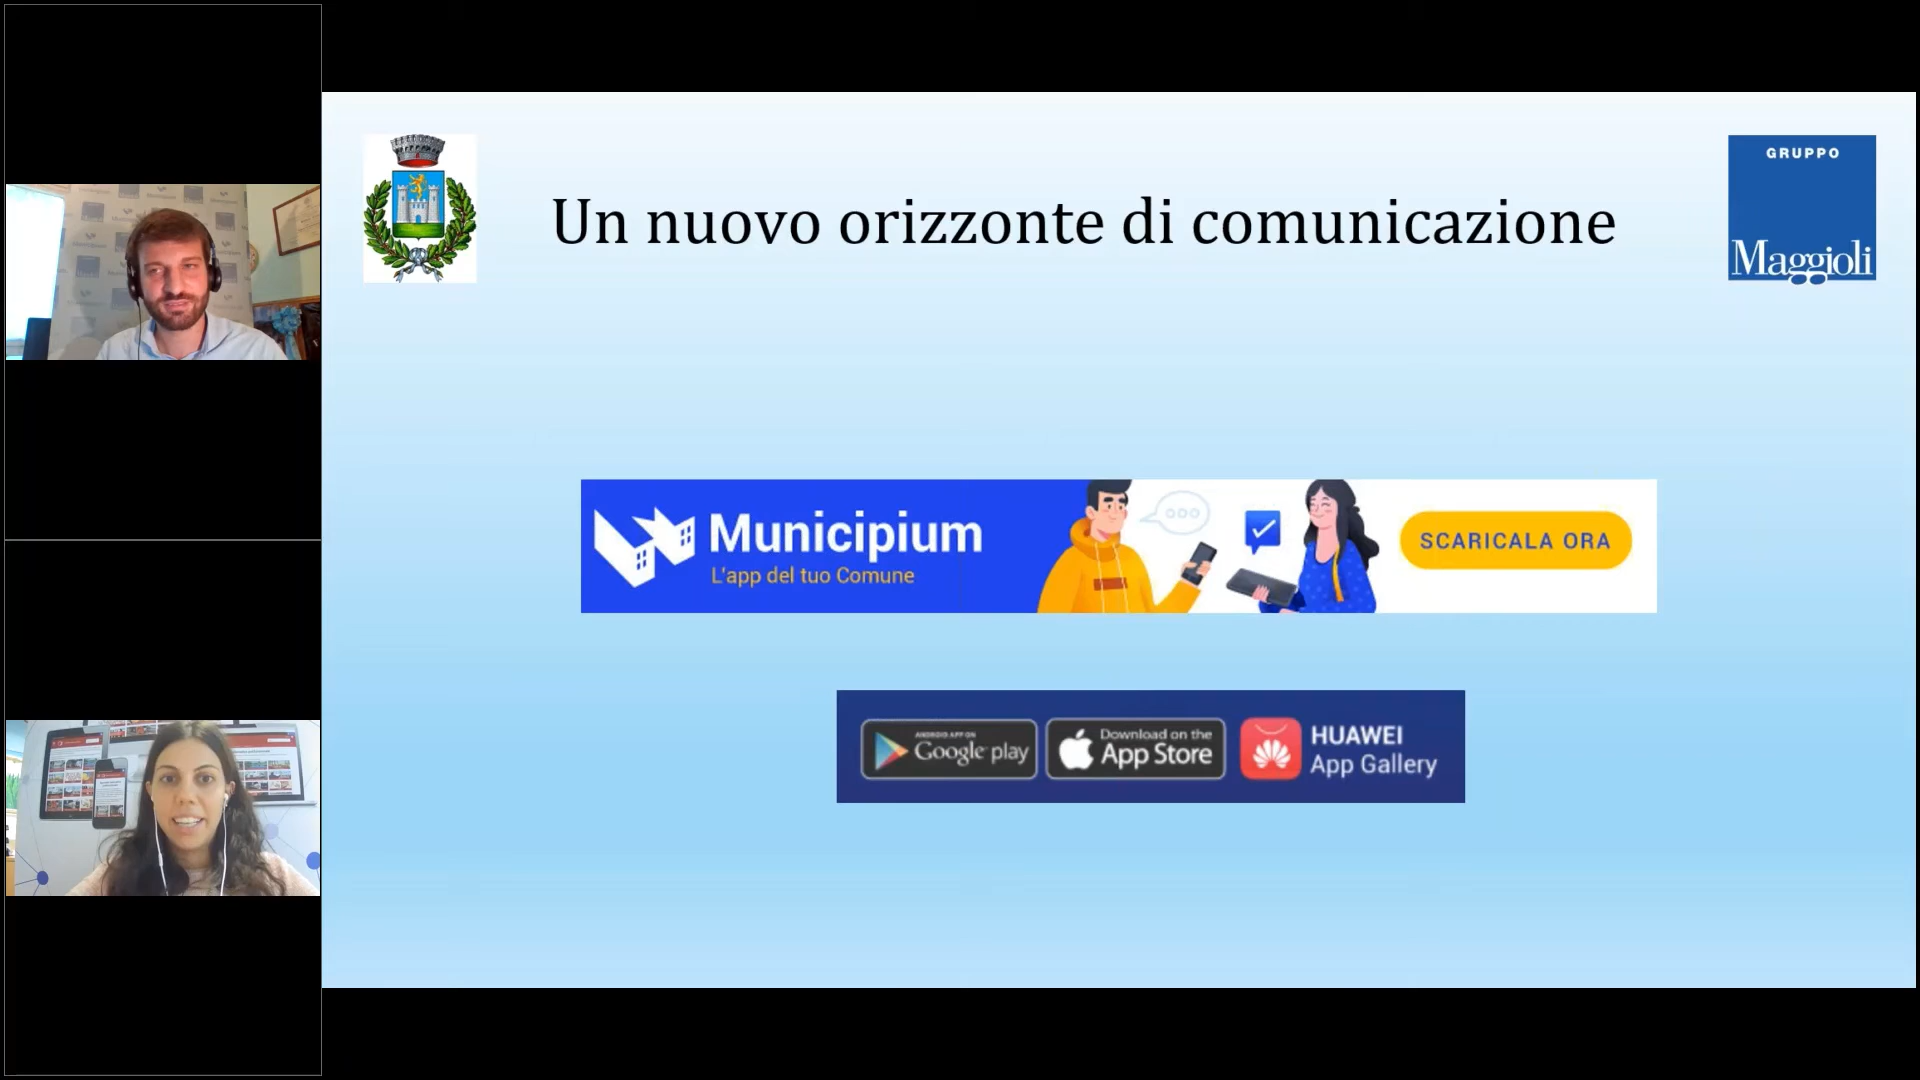 Un nuovo orizzonte di comunicazione
GRUPPO
Maggioli
Municipium
L'app del tuo Comune
SCARICALA ORA
ANDROID APP ON
Google play
Download on the
App Store
HUAWEI
App Gallery